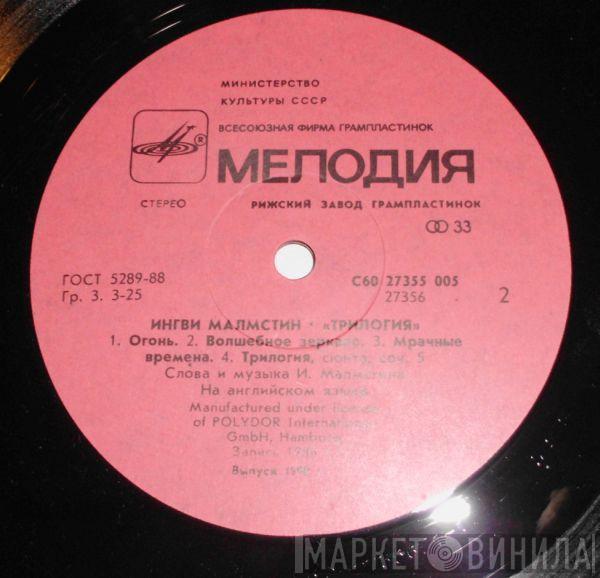 МИНИСТЕРСТВО
КУЛЬТУРЫ СССР
ВСЕСОЮЗНАЯ ФИРМА ГРАМПЛАСТИНОК
®
МЕЛОДИЯ
СТЕРЕО
РИЖСКИЙ ЗАВОД ГРАМПЛАСТИНОК
33
ГОСТ 5289-88
Гр. 3. 3-25
С60 27355 005
27356
2
ИНГВИ МАЛМСТИН · «ТРИЛОГИЯ»
1. Огонь. 2. Волшебное зеркало. 3. Мрачные
времена. 4. Трилогия, сюита, соч. 5
Слова и музыка И. Малмстина
На английском языке
Manufactured under license
of POLYDOR International
GmbH, Hamburg
Запись 1986
Выпуск 1990
МАРКЕТ ВИНИЛА